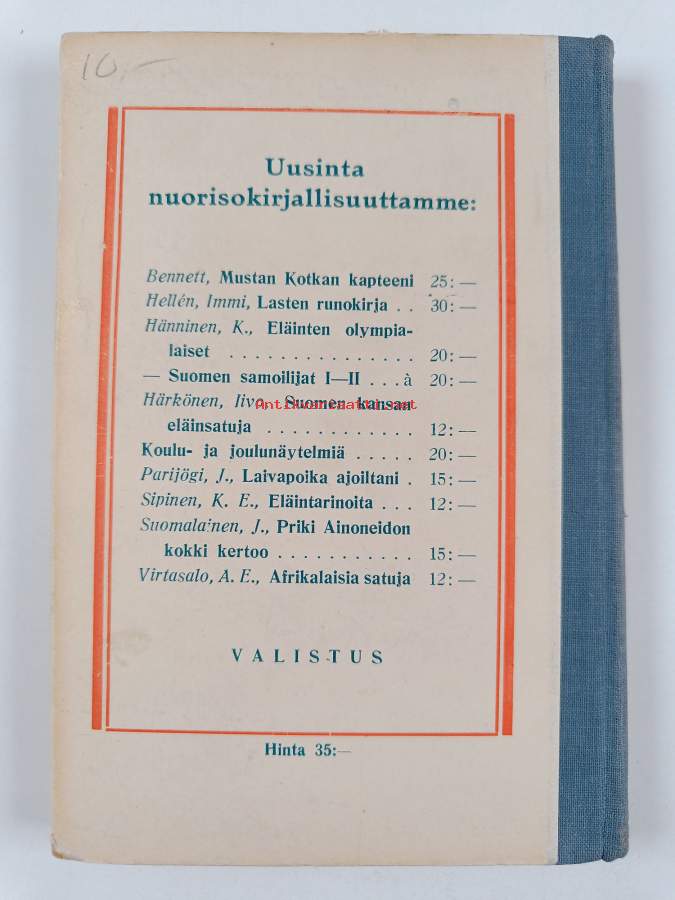 10,—
Uusinta
nuorisokirjallisuuttamme:
Bennett, Mustan Kotkan kapteeni 25:—
Hellén, Immi, Lasten runokirja . . 30:—
Hänninen, K., Eläinten olympia-
laiset . . . . . . . . . . . . . . . 20:—
— Suomen samoilijat I—II . . . à 20:—
Härkönen, Iivo, Suomen kansan
Antikvariaatti.net
eläinsatuja . . . . . . . . . . . . 12:—
Koulu- ja joulunäytelmiä . . . . . 20:—
Parijögi, J., Laivapoika ajoiltani . 15:—
Sipinen, K. E., Eläintarinoita . . . 12:—
Suomalainen, J., Priki Ainoneidon
kokki kertoo . . . . . . . . . . . 15:—
Virtasalo, A. E., Afrikalaisia satuja 12:—
VALISTUS
Hinta 35:—